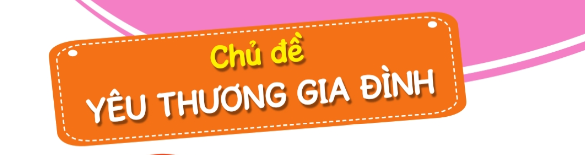 Chủ đề
YÊU THƯƠNG GIA ĐÌNH